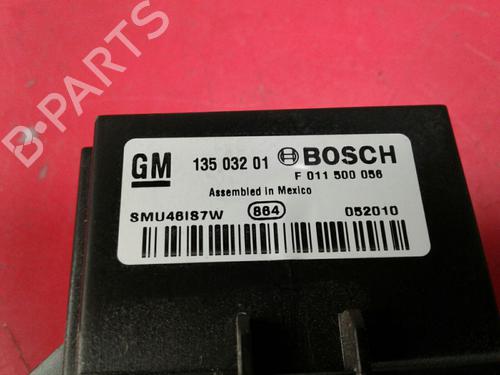 B-PARTS
GM 135 032 01 BOSCH
F 011 500 056
Assembled in Mexico
SMU46IS7W 864 052010